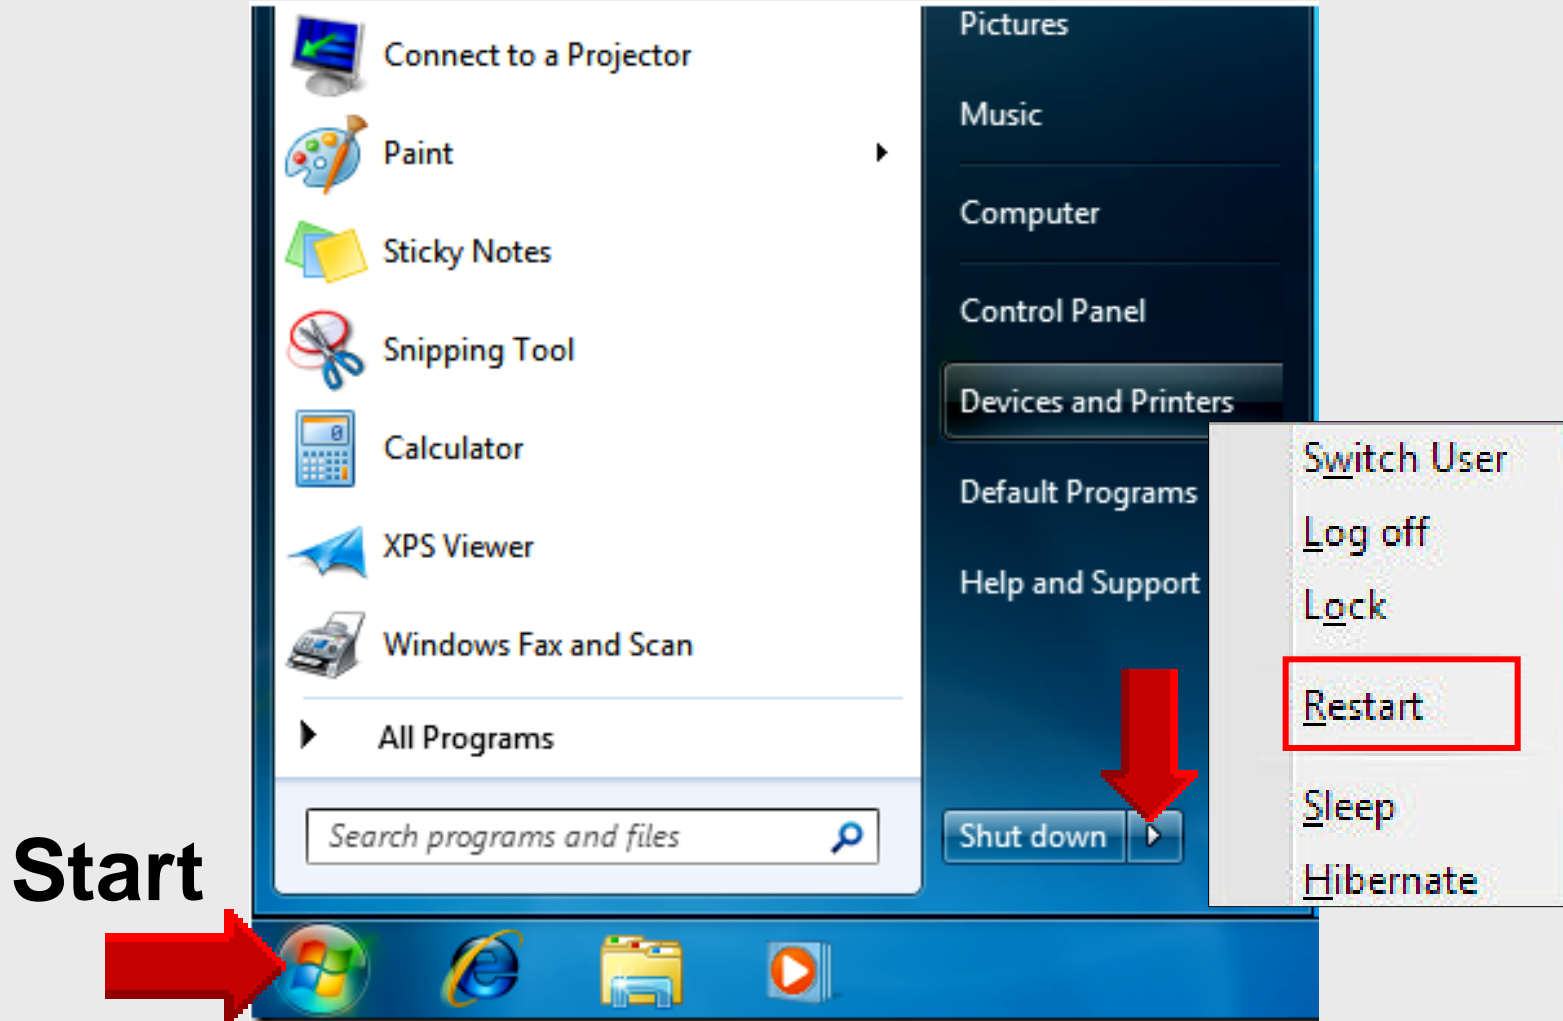 Connect to a Projector
Paint
Sticky Notes
Snipping Tool
Calculator
XPS Viewer
Windows Fax and Scan
All Programs
Search programs and files
Pictures
Music
Computer
Control Panel
Devices and Printers
Default Programs
Help and Support
Shut down
Switch User
Log off
Lock
Restart
Sleep
Hibernate
Start